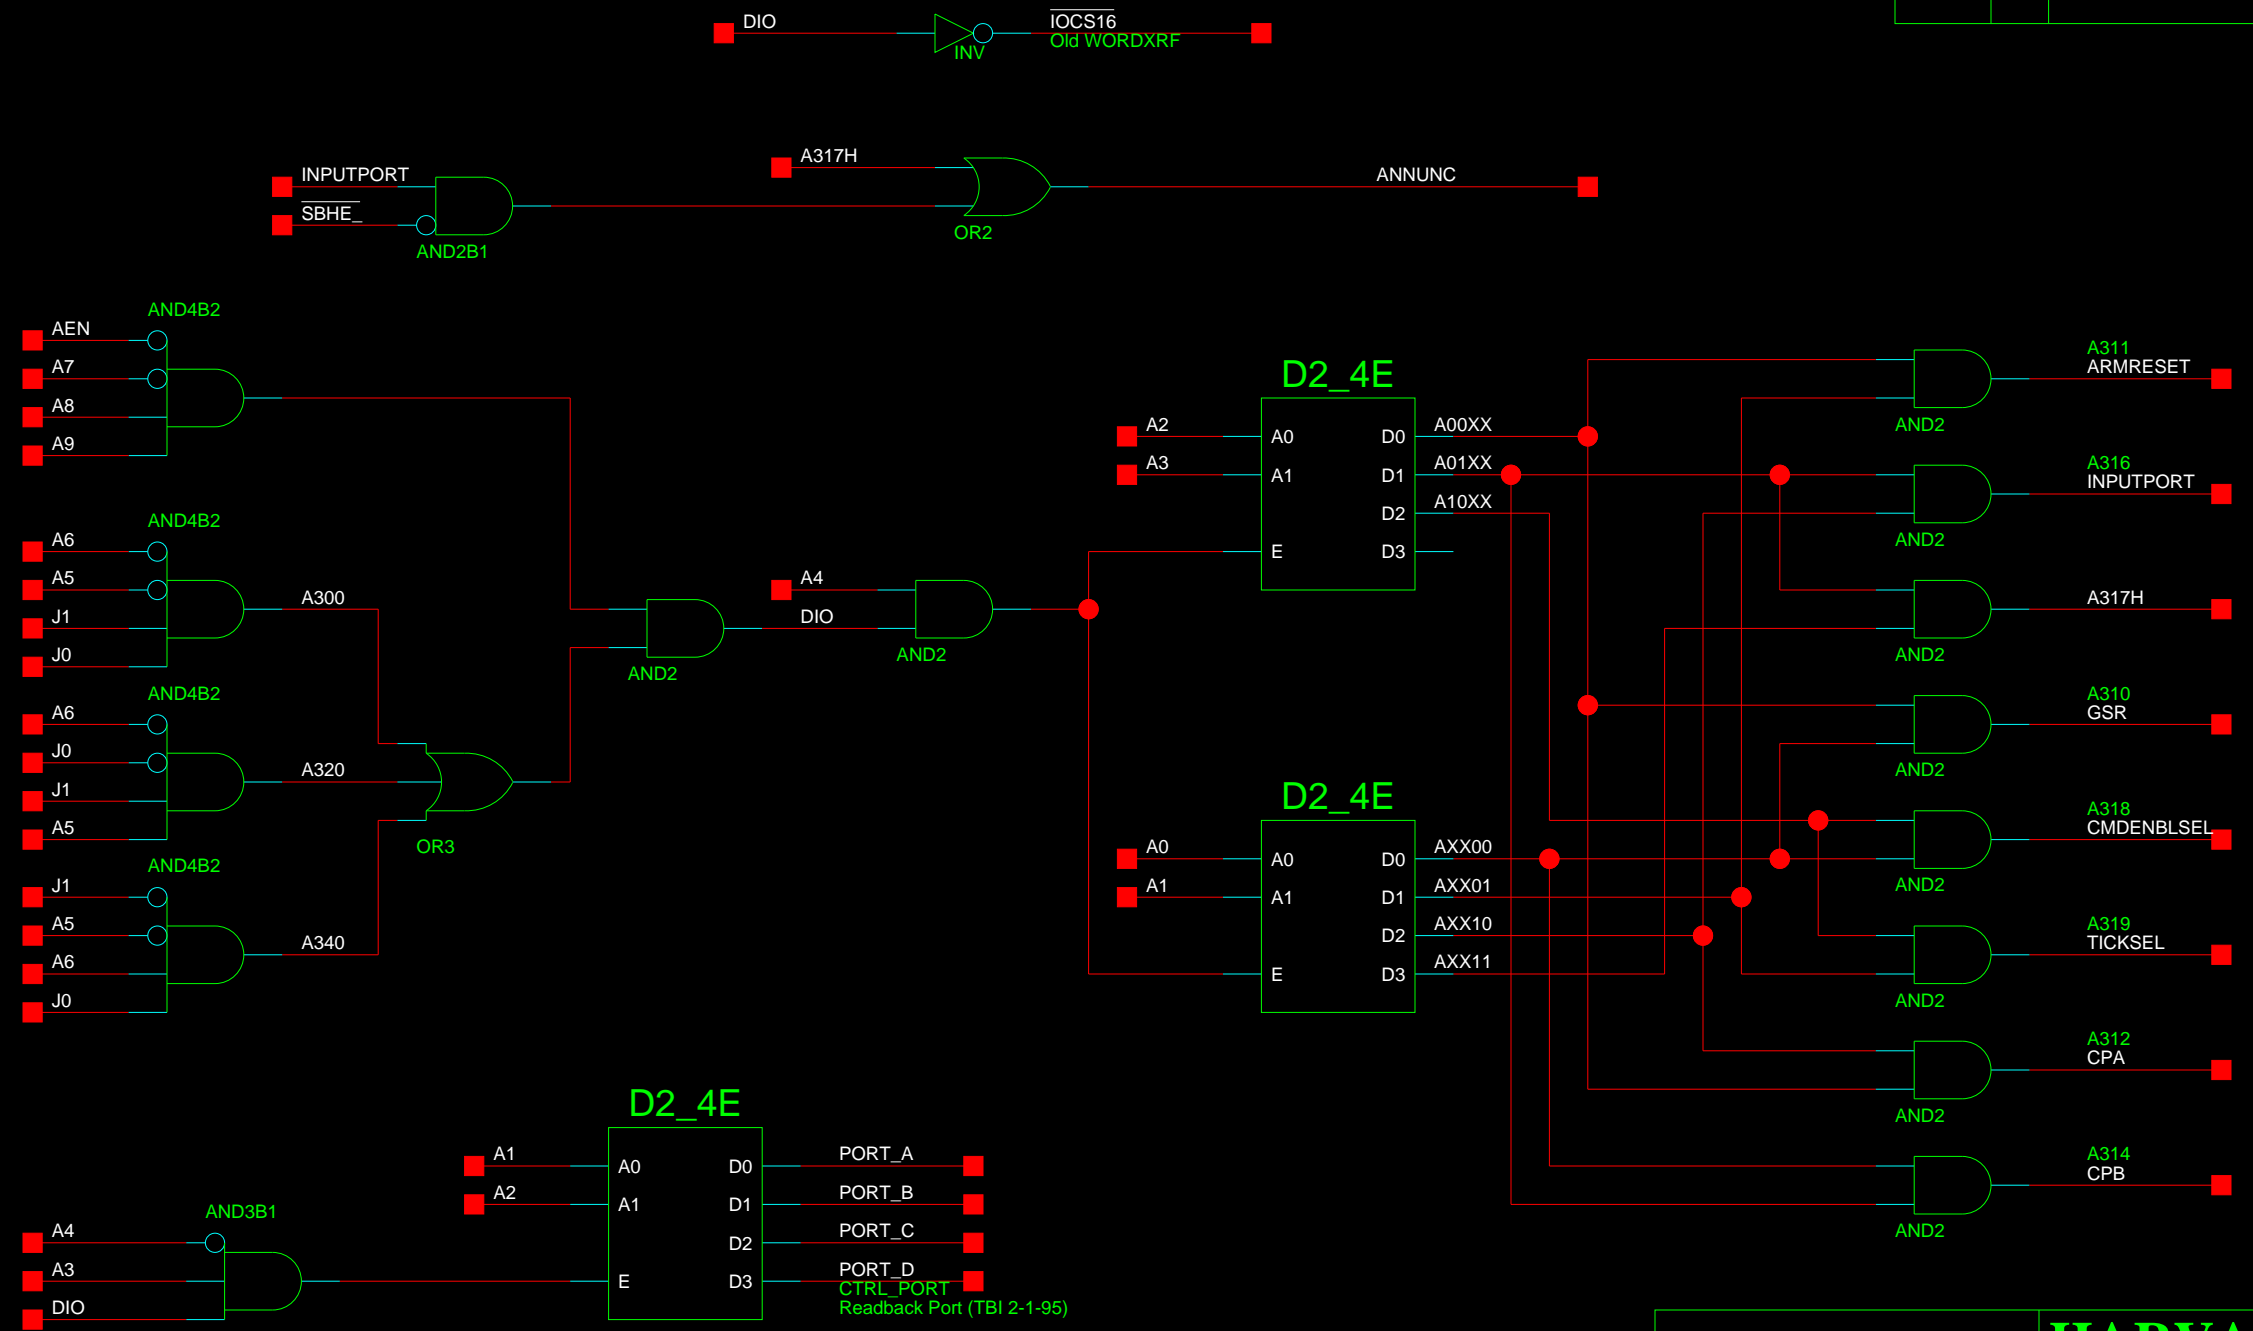 DIO
IOCS16
Old WORDXRF
INV
INPUTPORT
SBHE_
AND2B1
A317H
OR2
ANNUNC
AND4B2
AEN
A7
A8
A9
AND4B2
A6
A5
J1
J0
A300
AND4B2
A6
J0
J1
A5
A320
AND4B2
J1
A5
A6
J0
A340
OR3
AND2
A4
DIO
AND2
D2_4E
A2
A3
A0
A1
E
D0
D1
D2
D3
A00XX
A01XX
A10XX
D2_4E
A0
A1
A0
A1
E
D0
D1
D2
D3
AXX00
AXX01
AXX10
AXX11
A311
ARMRESET
AND2
A316
INPUTPORT
AND2
A317H
AND2
A310
GSR
AND2
A318
CMDENBLSEL
AND2
A319
TICKSEL
AND2
A312
CPA
AND2
A314
CPB
AND2
AND3B1
A4
A3
DIO
D2_4E
A1
A2
A0
A1
E
D0
D1
D2
D3
PORT_A
PORT_B
PORT_C
PORT_D
CTRL_PORT
Readback Port (TBI 2-1-95)